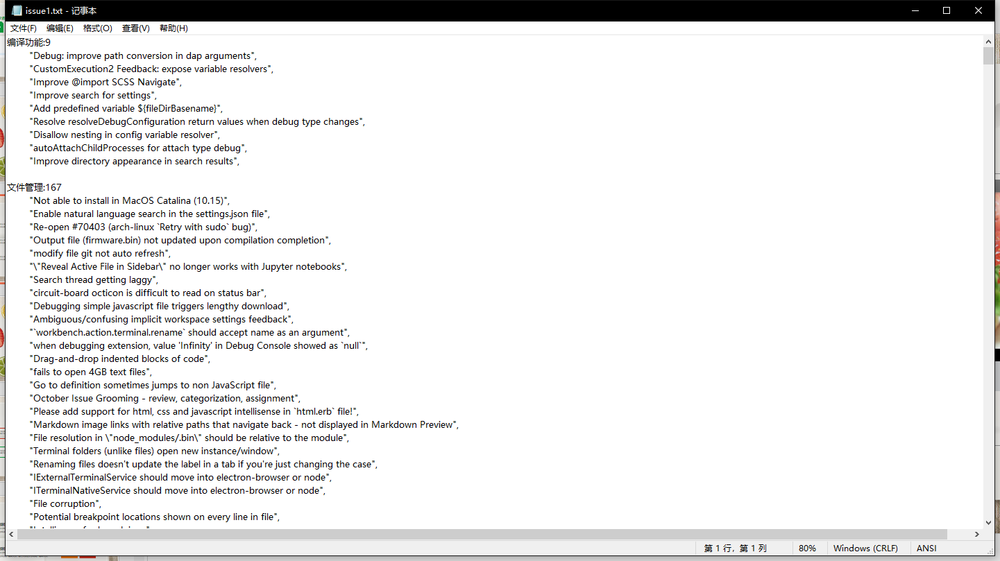 issue1.txt - 记事本
文件(F) 编辑(E) 格式(O) 查看(V) 帮助(H)
编译功能:9
"Debug: improve path conversion in dap arguments",
"CustomExecution2 Feedback: expose variable resolvers",
"Improve @import SCSS Navigate",
"Improve search for settings",
"Add predefined variable ${fileDirBasename}",
"Resolve resolveDebugConfiguration return values when debug type changes",
"Disallow nesting in config variable resolver",
"autoAttachChildProcesses for attach type debug",
"Improve directory appearance in search results",
文件管理:167
"Not able to install in MacOS Catalina (10.15)",
"Enable natural language search in the settings.json file",
"Re-open #70403 (arch-linux `Retry with sudo` bug)",
"Output file (firmware.bin) not updated upon compilation completion",
"modify file git not auto refresh",
"\"Reveal Active File in Sidebar\" no longer works with Jupyter notebooks",
"Search thread getting laggy",
"circuit-board octicon is difficult to read on status bar",
"Debugging simple javascript file triggers lengthy download",
"Ambiguous/confusing implicit workspace settings feedback",
"`workbench.action.terminal.rename` should accept name as an argument",
"when debugging extension, value 'Infinity' in Debug Console showed as `null`",
"Drag-and-drop indented blocks of code",
"fails to open 4GB text files",
"Go to definition sometimes jumps to non JavaScript file",
"October Issue Grooming - review, categorization, assignment",
"Please add support for html, css and javascript intellisense in `html.erb` file!",
"Markdown image links with relative paths that navigate back - not displayed in Markdown Preview",
"File resolution in \"node_modules/.bin\" should be relative to the module",
"Terminal folders (unlike files) open new instance/window",
"Renaming files doesn't update the label in a tab if you're just changing the case",
"IExternalTerminalService should move into electron-browser or node",
"ITerminalNativeService should move into electron-browser or node",
"File corruption",
"Potential breakpoint locations shown on every line in file",
第 1 行，第 1 列 80% Windows (CRLF) ANSI